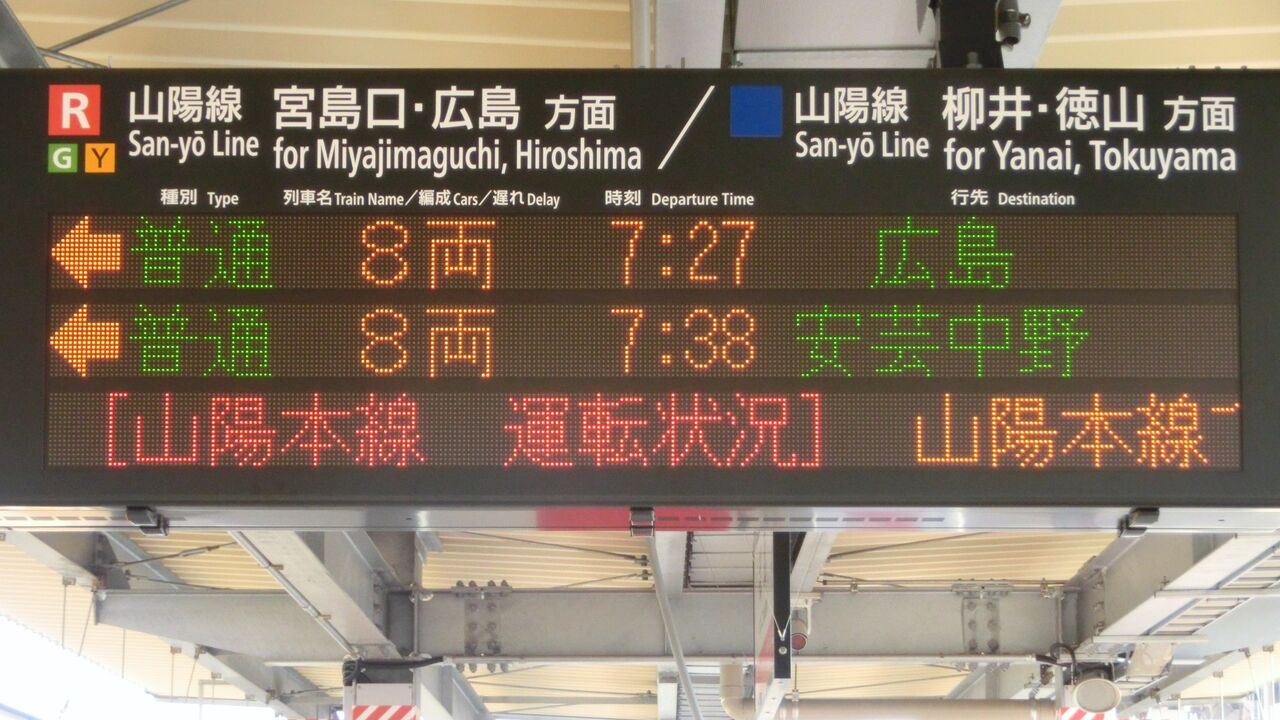 R 山陽線 宮島口・広島 方面 / 山陽線 柳井・徳山 方面
G Y San-yō Line for Miyajimaguchi, Hiroshima San-yō Line for Yanai, Tokuyama
種別 Type 列車名 Train Name/編成 Cars/遅れ Delay 時刻 Departure Time 行先 Destination
← 普通 8両 7:27 広島
← 普通 8両 7:38 安芸中野
[山陽本線 運転状況] 山陽本線